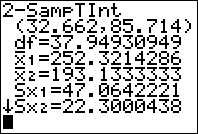 2-SampTInt
(32.662,85.714)
df=37.94930949
x̄1=252.3214286
x̄2=193.1333333
Sx1=47.0642221
↓Sx2=22.3000438